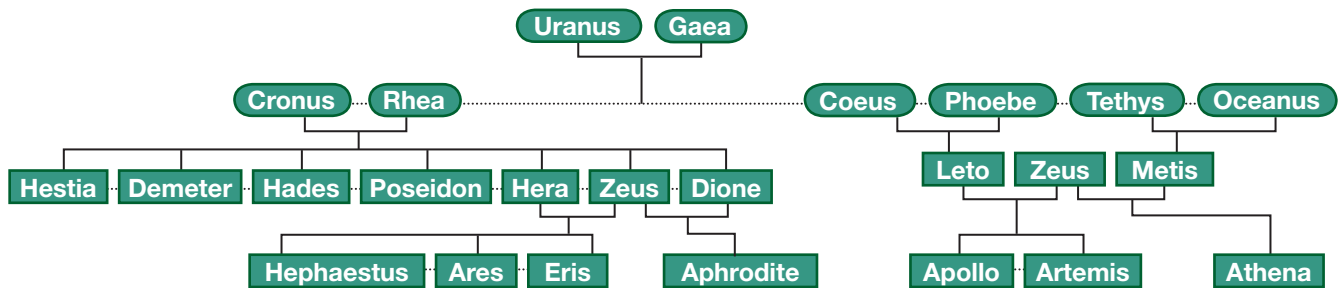 Uranus Gaea
Cronus Rhea Coeus Phoebe Tethys Oceanus
Hestia Demeter Hades Poseidon Hera Zeus Dione Leto Zeus Metis
Hephaestus Ares Eris Aphrodite Apollo Artemis Athena